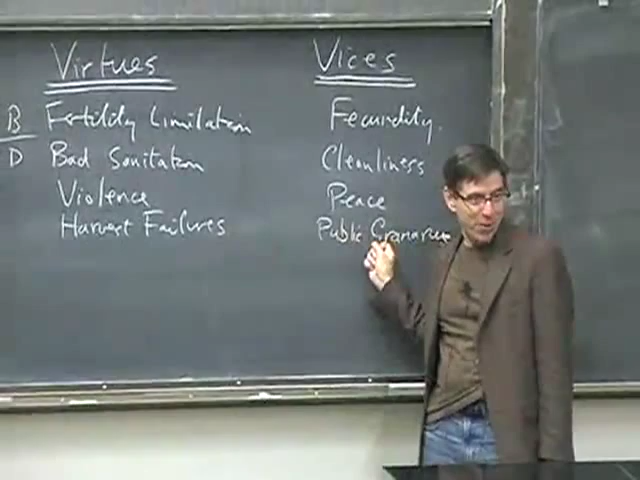 Virtues Vices
B Fertility Limitation Fecundity.
D Bad Sanitation Cleanliness
Violence Peace
Harvest Failures Public Granaries